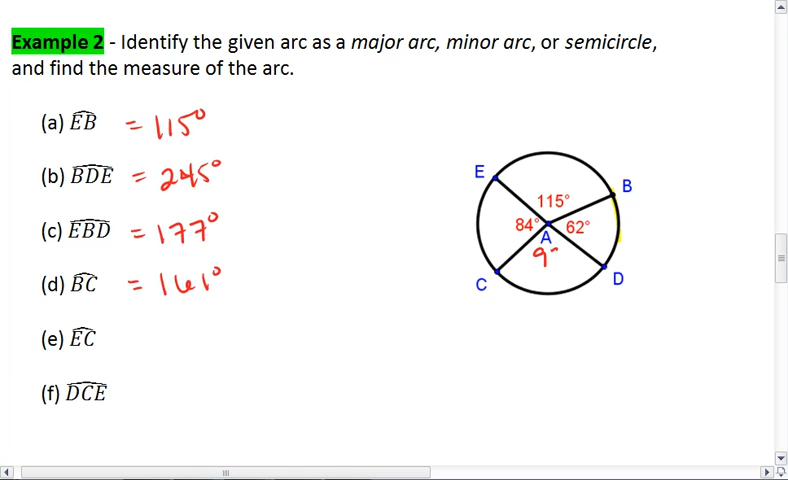 Example 2 - Identify the given arc as a major arc, minor arc, or semicircle,
and find the measure of the arc.
(a) EB = 115°
(b) BDE = 245°
(c) EBD = 177°
(d) BC = 161°
(e) EC
(f) DCE
E
B
115°
84°
62°
A
9
C
D